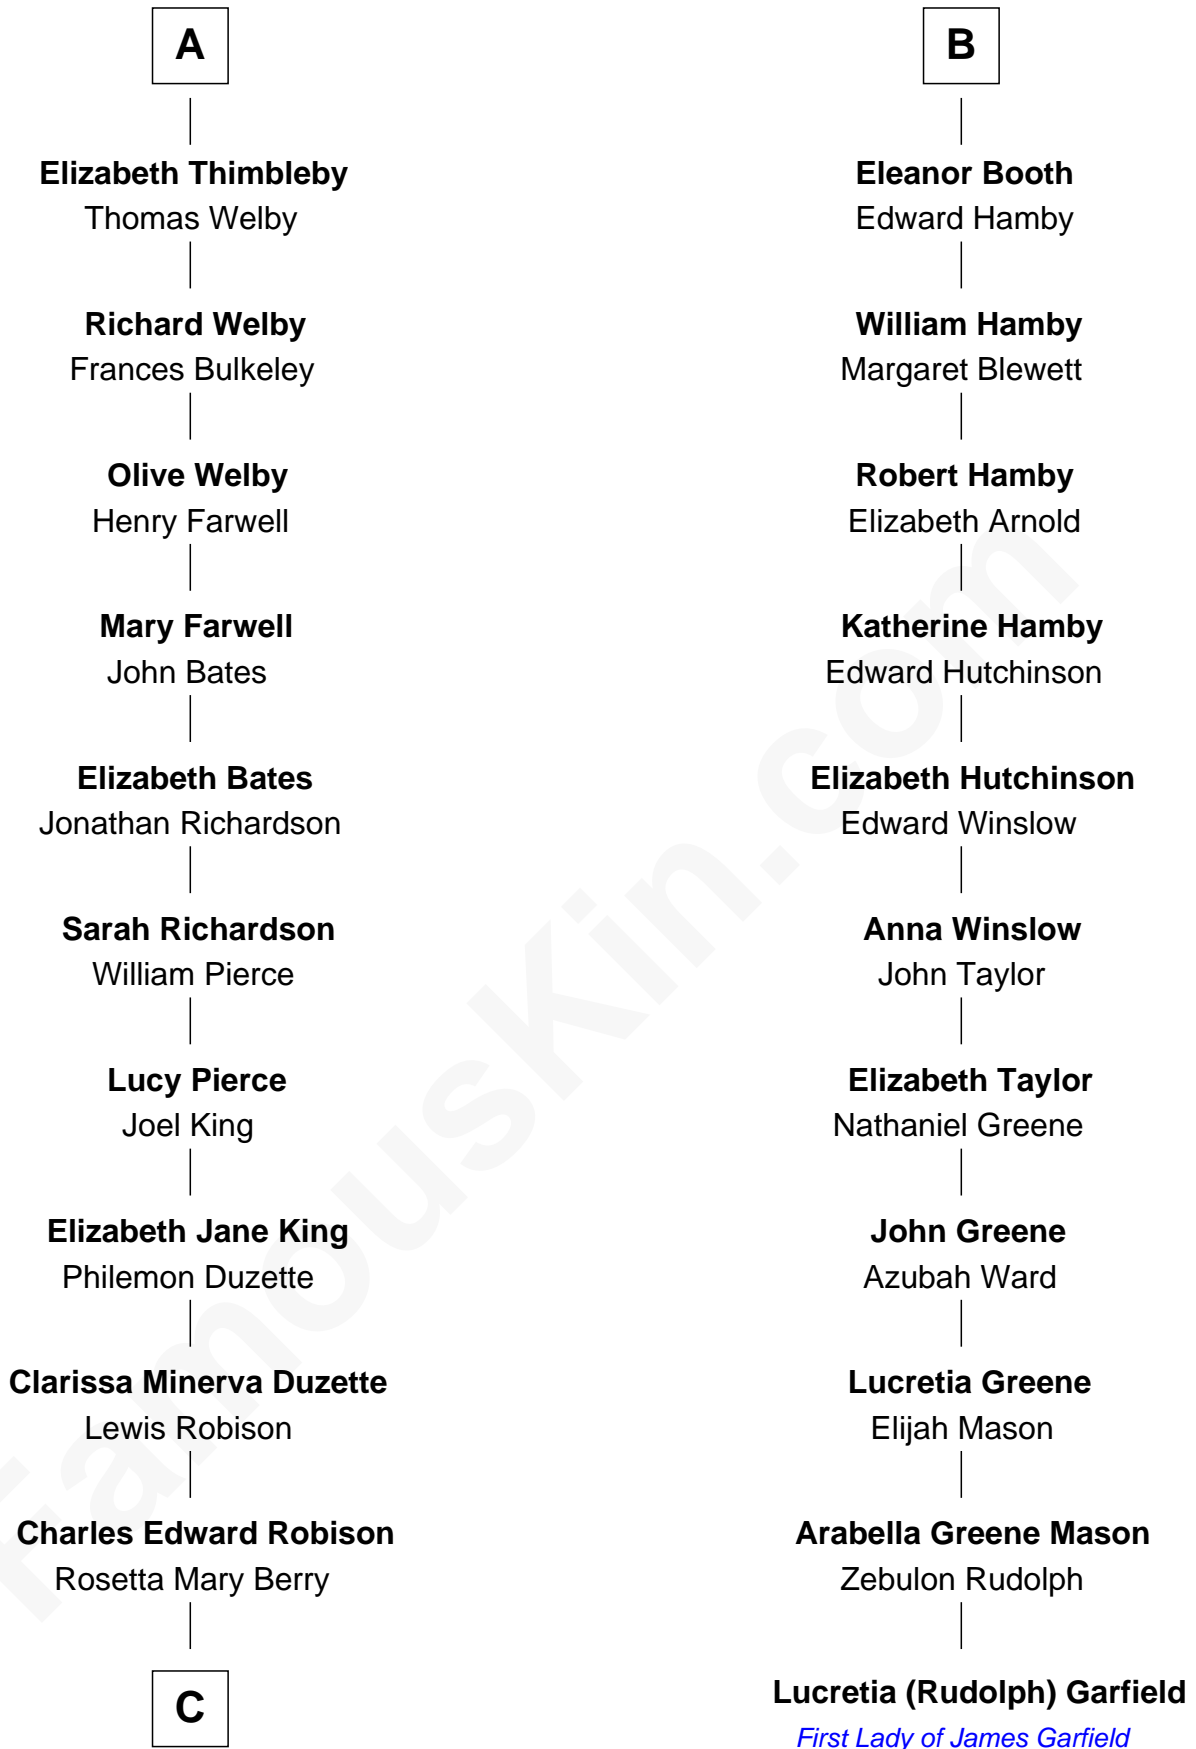 A
Elizabeth Thimbleby
Thomas Welby
Richard Welby
Frances Bulkeley
Olive Welby
Henry Farwell
Mary Farwell
John Bates
Elizabeth Bates
Jonathan Richardson
Sarah Richardson
William Pierce
Lucy Pierce
Joel King
Elizabeth Jane King
Philemon Duzette
Clarissa Minerva Duzette
Lewis Robison
Charles Edward Robison
Rosetta Mary Berry
C
B
Eleanor Booth
Edward Hamby
William Hamby
Margaret Blewett
Robert Hamby
Elizabeth Arnold
Katherine Hamby
Edward Hutchinson
Elizabeth Hutchinson
Edward Winslow
Anna Winslow
John Taylor
Elizabeth Taylor
Nathaniel Greene
John Greene
Azubah Ward
Lucretia Greene
Elijah Mason
Arabella Greene Mason
Zebulon Rudolph
Lucretia (Rudolph) Garfield
First Lady of James Garfield
FamousKin.com